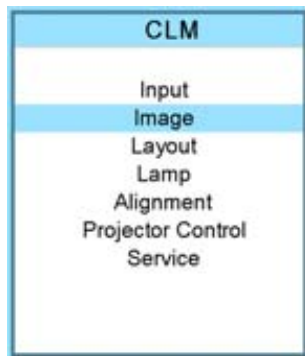 CLM
Input
Image
Layout
Lamp
Alignment
Projector Control
Service